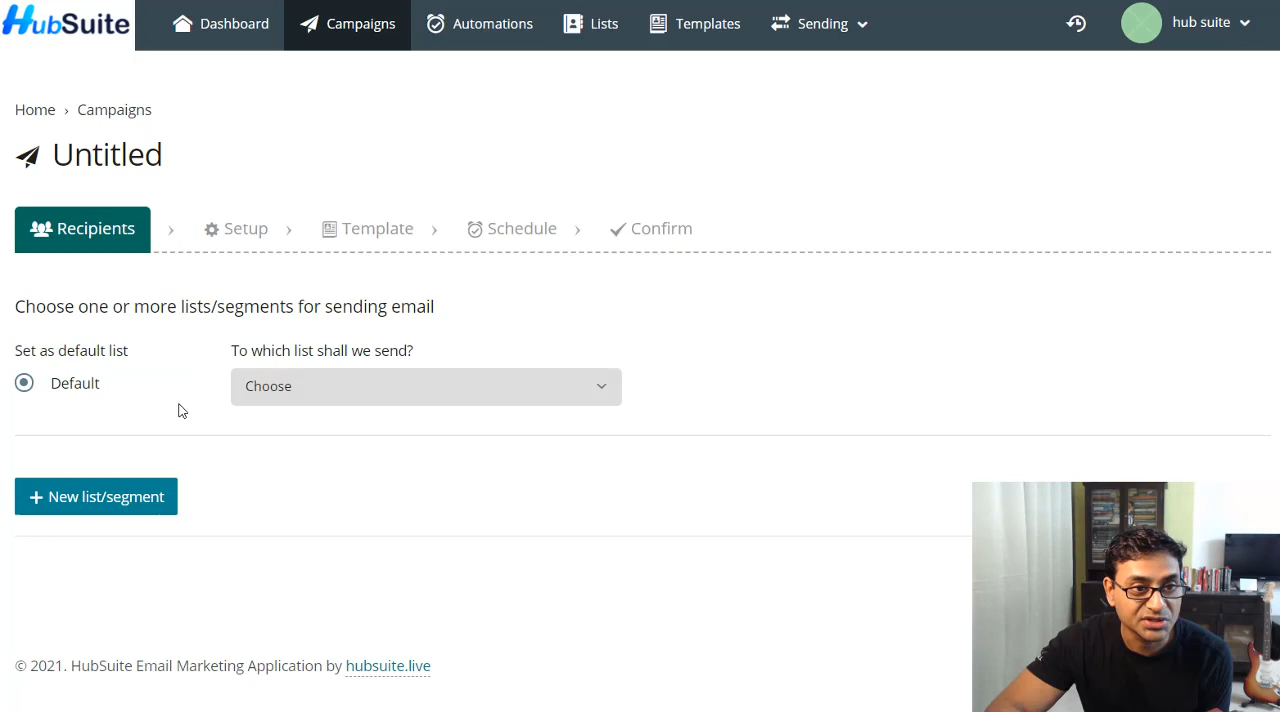 HubSuite
Dashboard
Campaigns
Automations
Lists
Templates
Sending
hub suite
Home › Campaigns
Untitled
Recipients › Setup › Template › Schedule › Confirm
Choose one or more lists/segments for sending email
Set as default list
To which list shall we send?
Default
Choose
+ New list/segment
© 2021. HubSuite Email Marketing Application by hubsuite.live